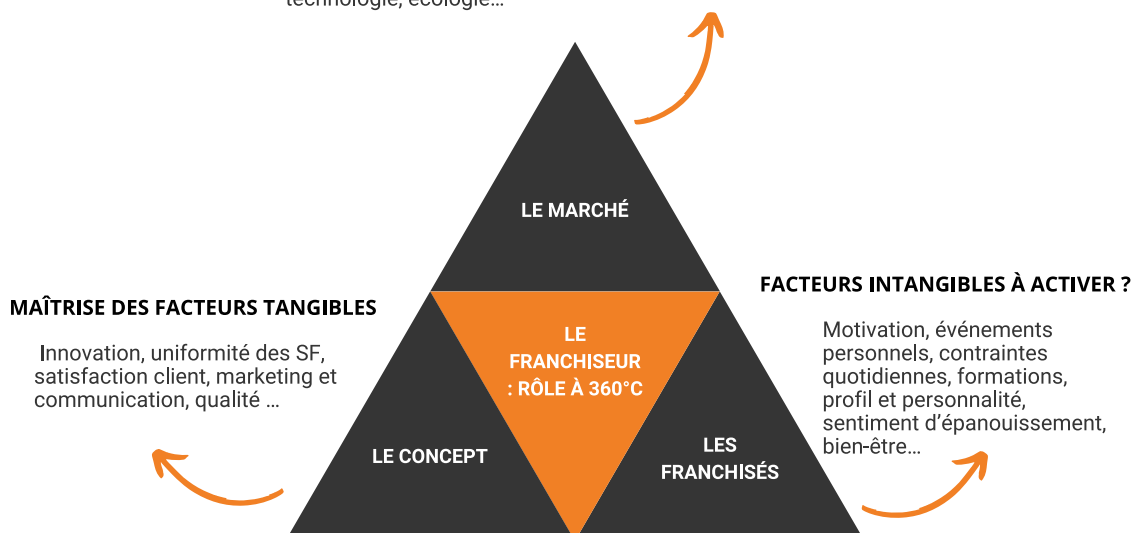 technologie, écologie…
LE MARCHÉ
MAÎTRISE DES FACTEURS TANGIBLES
Innovation, uniformité des SF,
satisfaction client, marketing et
communication, qualité ...
LE
FRANCHISEUR
: RÔLE À 360°C
LE CONCEPT
LES
FRANCHISÉS
FACTEURS INTANGIBLES À ACTIVER ?
Motivation, événements
personnels, contraintes
quotidiennes, formations,
profil et personnalité,
sentiment d’épanouissement,
bien-être…